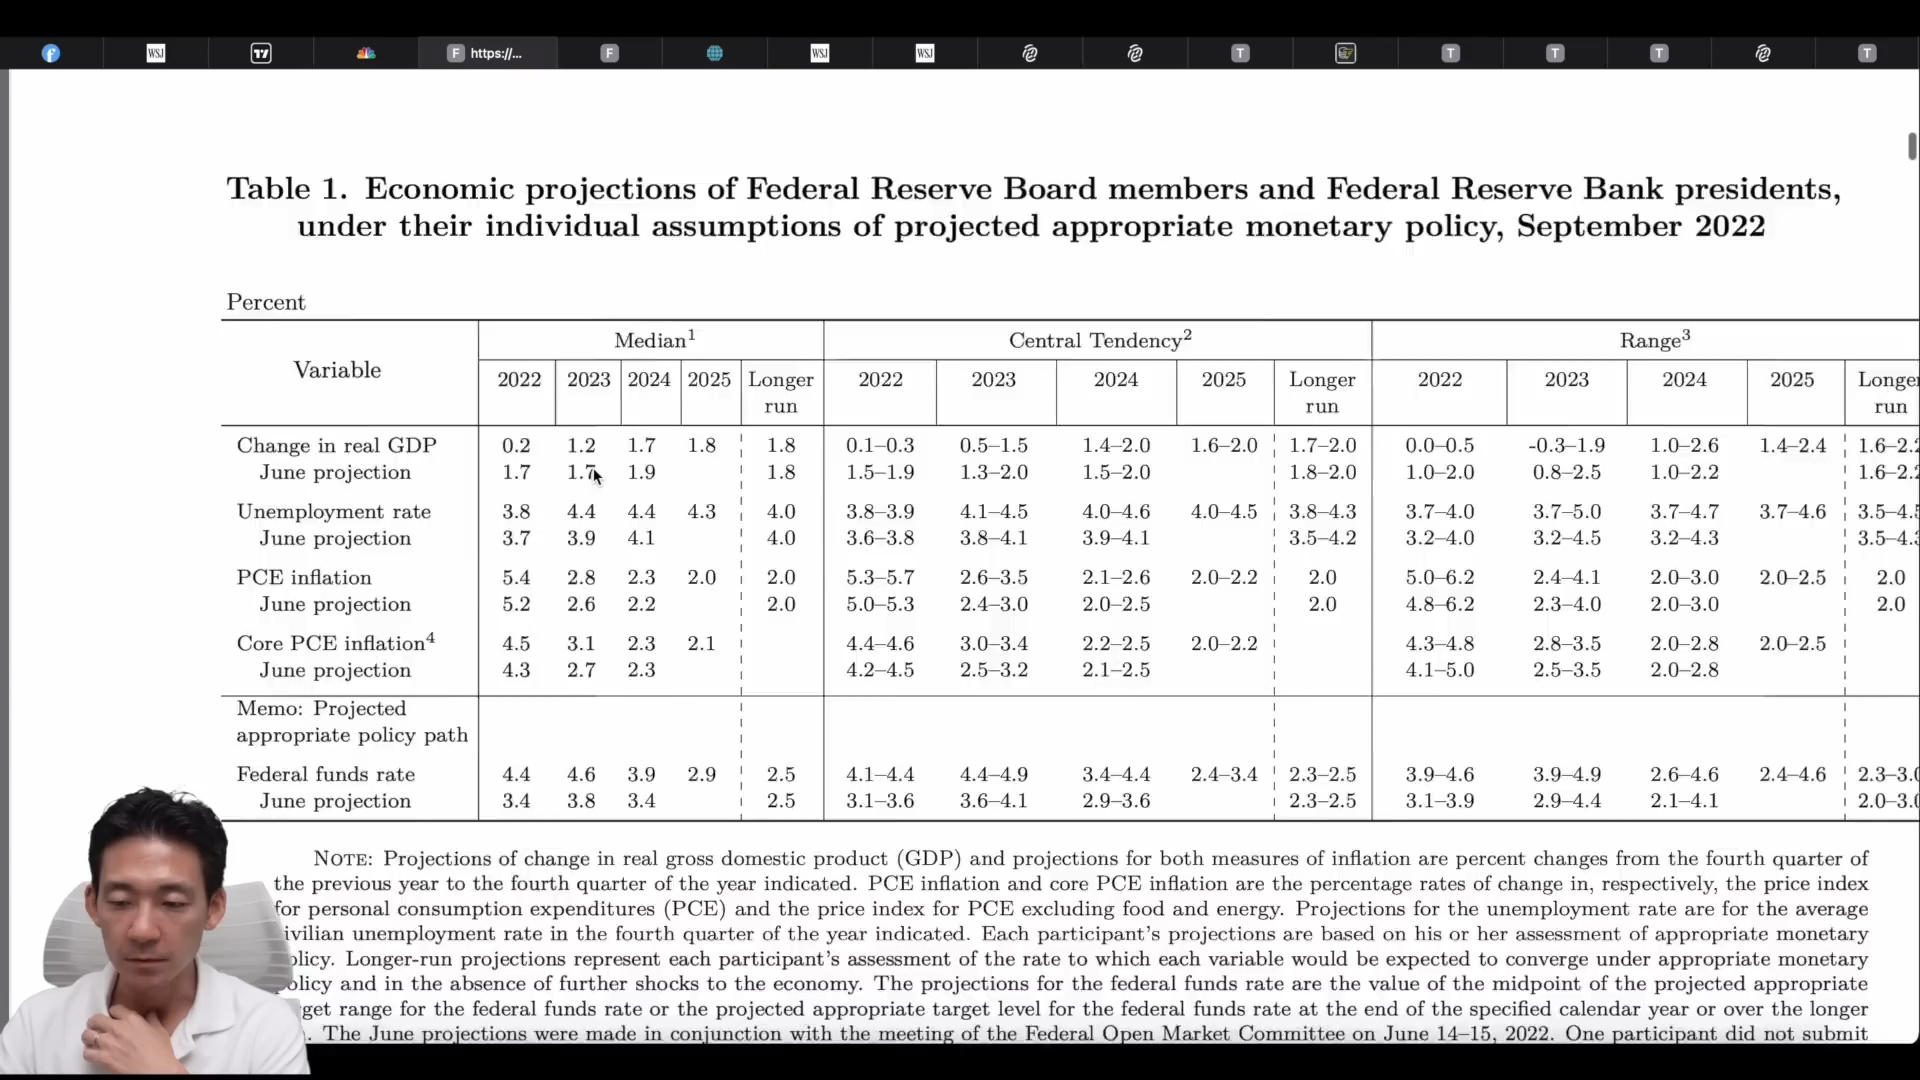 WSJ
F https://...
F
WSJ
WSJ
T
T
T
T
T
Table 1. Economic projections of Federal Reserve Board members and Federal Reserve Bank presidents,
under their individual assumptions of projected appropriate monetary policy, September 2022
Percent
Variable Median1 Central Tendency2 Range3
2022 2023 2024 2025 Longer run 2022 2023 2024 2025 Longer run 2022 2023 2024 2025 Longer run
Change in real GDP 0.2 1.2 1.7 1.8 1.8 0.1–0.3 0.5–1.5 1.4–2.0 1.6–2.0 1.7–2.0 0.0–0.5 -0.3–1.9 1.0–2.6 1.4–2.4 1.6–2.2
June projection 1.7 1.7 1.9 1.8 1.5–1.9 1.3–2.0 1.5–2.0 1.8–2.0 1.0–2.0 0.8–2.5 1.0–2.2 1.6–2.2
Unemployment rate 3.8 4.4 4.4 4.3 4.0 3.8–3.9 4.1–4.5 4.0–4.6 4.0–4.5 3.8–4.3 3.7–4.0 3.7–5.0 3.7–4.7 3.7–4.6 3.5–4.5
June projection 3.7 3.9 4.1 4.0 3.6–3.8 3.8–4.1 3.9–4.1 3.5–4.2 3.2–4.0 3.2–4.5 3.2–4.3 3.5–4.3
PCE inflation 5.4 2.8 2.3 2.0 2.0 5.3–5.7 2.6–3.5 2.1–2.6 2.0–2.2 2.0 5.0–6.2 2.4–4.1 2.0–3.0 2.0–2.5 2.0
June projection 5.2 2.6 2.2 2.0 5.0–5.3 2.4–3.0 2.0–2.5 2.0 4.8–6.2 2.3–4.0 2.0–3.0 2.0
Core PCE inflation4 4.5 3.1 2.3 2.1 4.4–4.6 3.0–3.4 2.2–2.5 2.0–2.2 4.3–4.8 2.8–3.5 2.0–2.8 2.0–2.5
June projection 4.3 2.7 2.3 4.2–4.5 2.5–3.2 2.1–2.5 4.1–5.0 2.5–3.5 2.0–2.8
Memo: Projected
appropriate policy path
Federal funds rate 4.4 4.6 3.9 2.9 2.5 4.1–4.4 4.4–4.9 3.4–4.4 2.4–3.4 2.3–2.5 3.9–4.6 3.9–4.9 2.6–4.6 2.4–4.6 2.3–3.0
June projection 3.4 3.8 3.4 2.5 3.1–3.6 3.6–4.1 2.9–3.6 2.3–2.5 3.1–3.9 2.9–4.4 2.1–4.1 2.0–3.0
NOTE: Projections of change in real gross domestic product (GDP) and projections for both measures of inflation are percent changes from the fourth quarter of
the previous year to the fourth quarter of the year indicated. PCE inflation and core PCE inflation are the percentage rates of change in, respectively, the price index
for personal consumption expenditures (PCE) and the price index for PCE excluding food and energy. Projections for the unemployment rate are for the average
ivilian unemployment rate in the fourth quarter of the year indicated. Each participant's projections are based on his or her assessment of appropriate monetary
olicy. Longer-run projections represent each participant's assessment of the rate to which each variable would be expected to converge under appropriate monetary
olicy and in the absence of further shocks to the economy. The projections for the federal funds rate are the value of the midpoint of the projected appropriate
get range for the federal funds rate or the projected appropriate target level for the federal funds rate at the end of the specified calendar year or over the longer
. The June projections were made in conjunction with the meeting of the Federal Open Market Committee on June 14–15, 2022. One participant did not submit